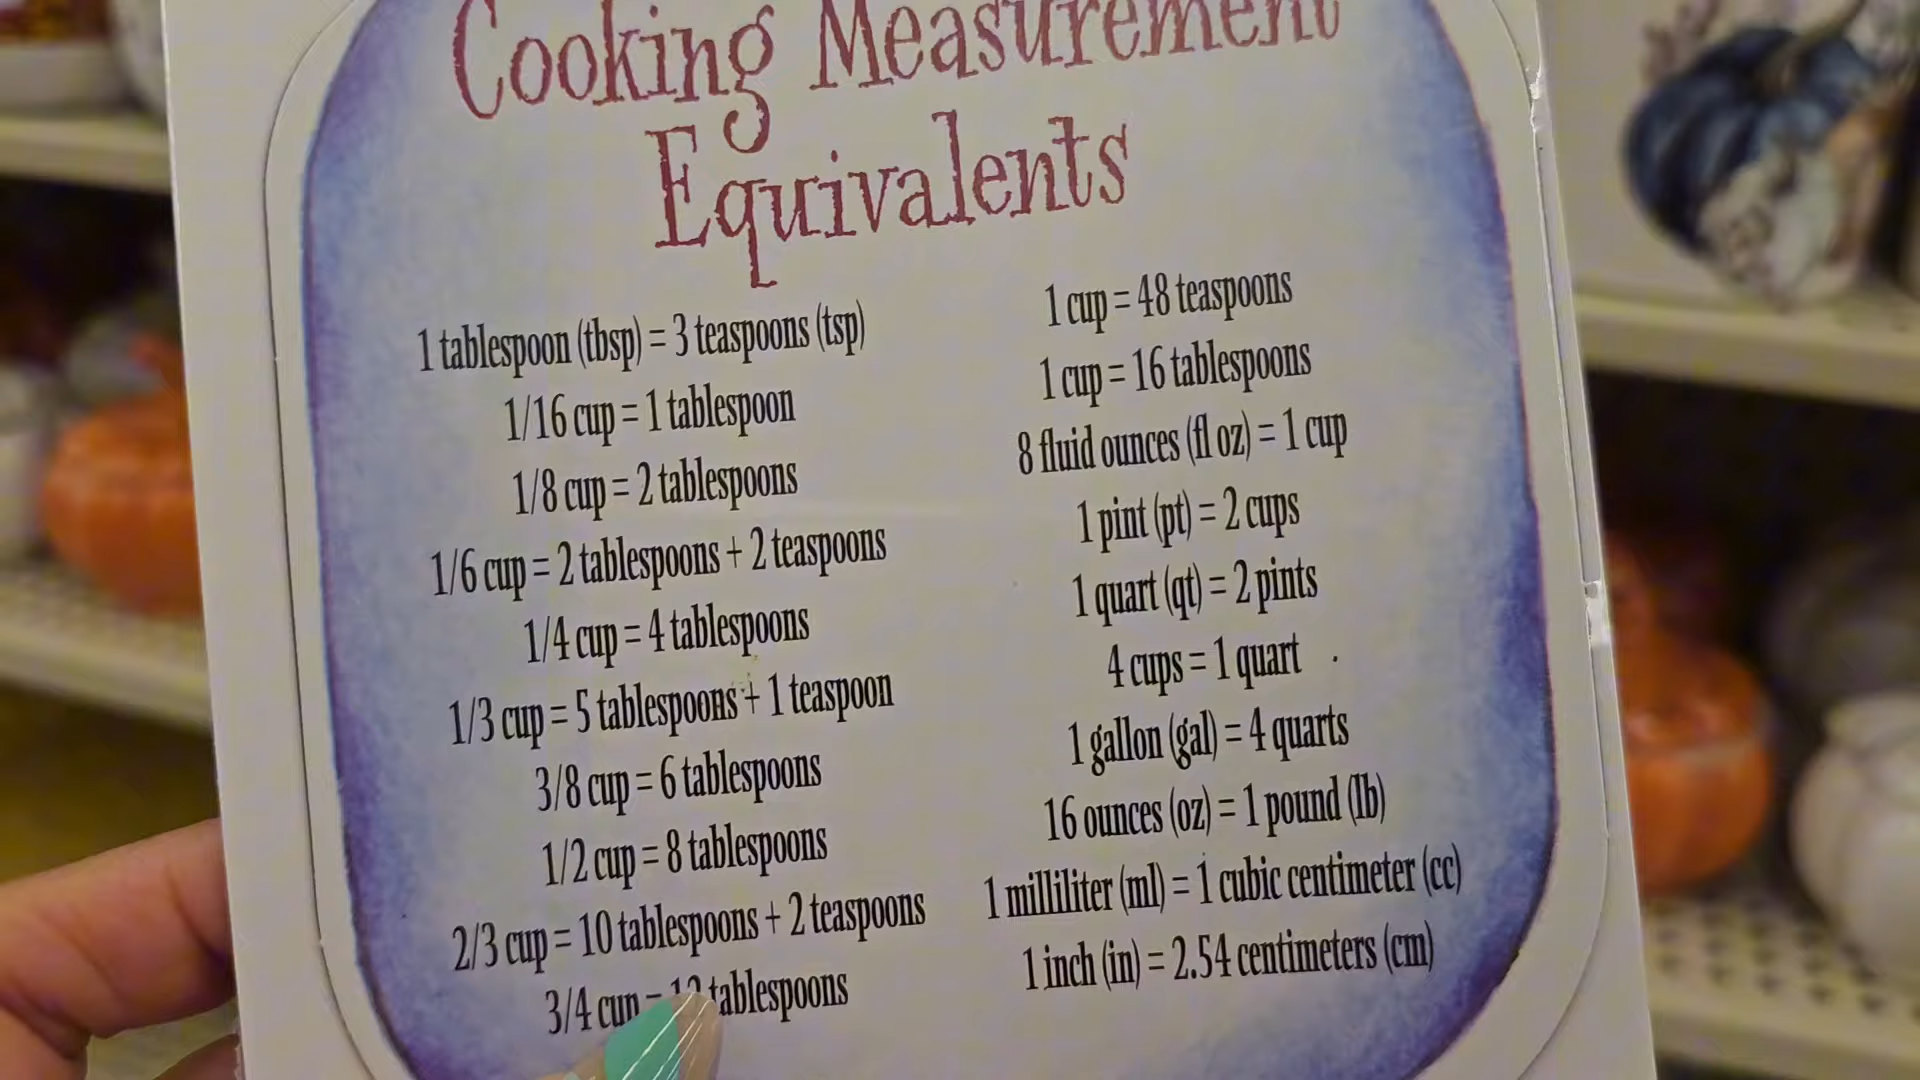 Cooking Measurement
Equivalents
1 tablespoon (tbsp) = 3 teaspoons (tsp)
1/16 cup = 1 tablespoon
1/8 cup = 2 tablespoons
1/6 cup = 2 tablespoons + 2 teaspoons
1/4 cup = 4 tablespoons
1/3 cup = 5 tablespoons + 1 teaspoon
3/8 cup = 6 tablespoons
1/2 cup = 8 tablespoons
2/3 cup = 10 tablespoons + 2 teaspoons
3/4 cup = 12 tablespoons
1 cup = 48 teaspoons
1 cup = 16 tablespoons
8 fluid ounces (fl oz) = 1 cup
1 pint (pt) = 2 cups
1 quart (qt) = 2 pints
4 cups = 1 quart
1 gallon (gal) = 4 quarts
16 ounces (oz) = 1 pound (lb)
1 milliliter (ml) = 1 cubic centimeter (cc)
1 inch (in) = 2.54 centimeters (cm)